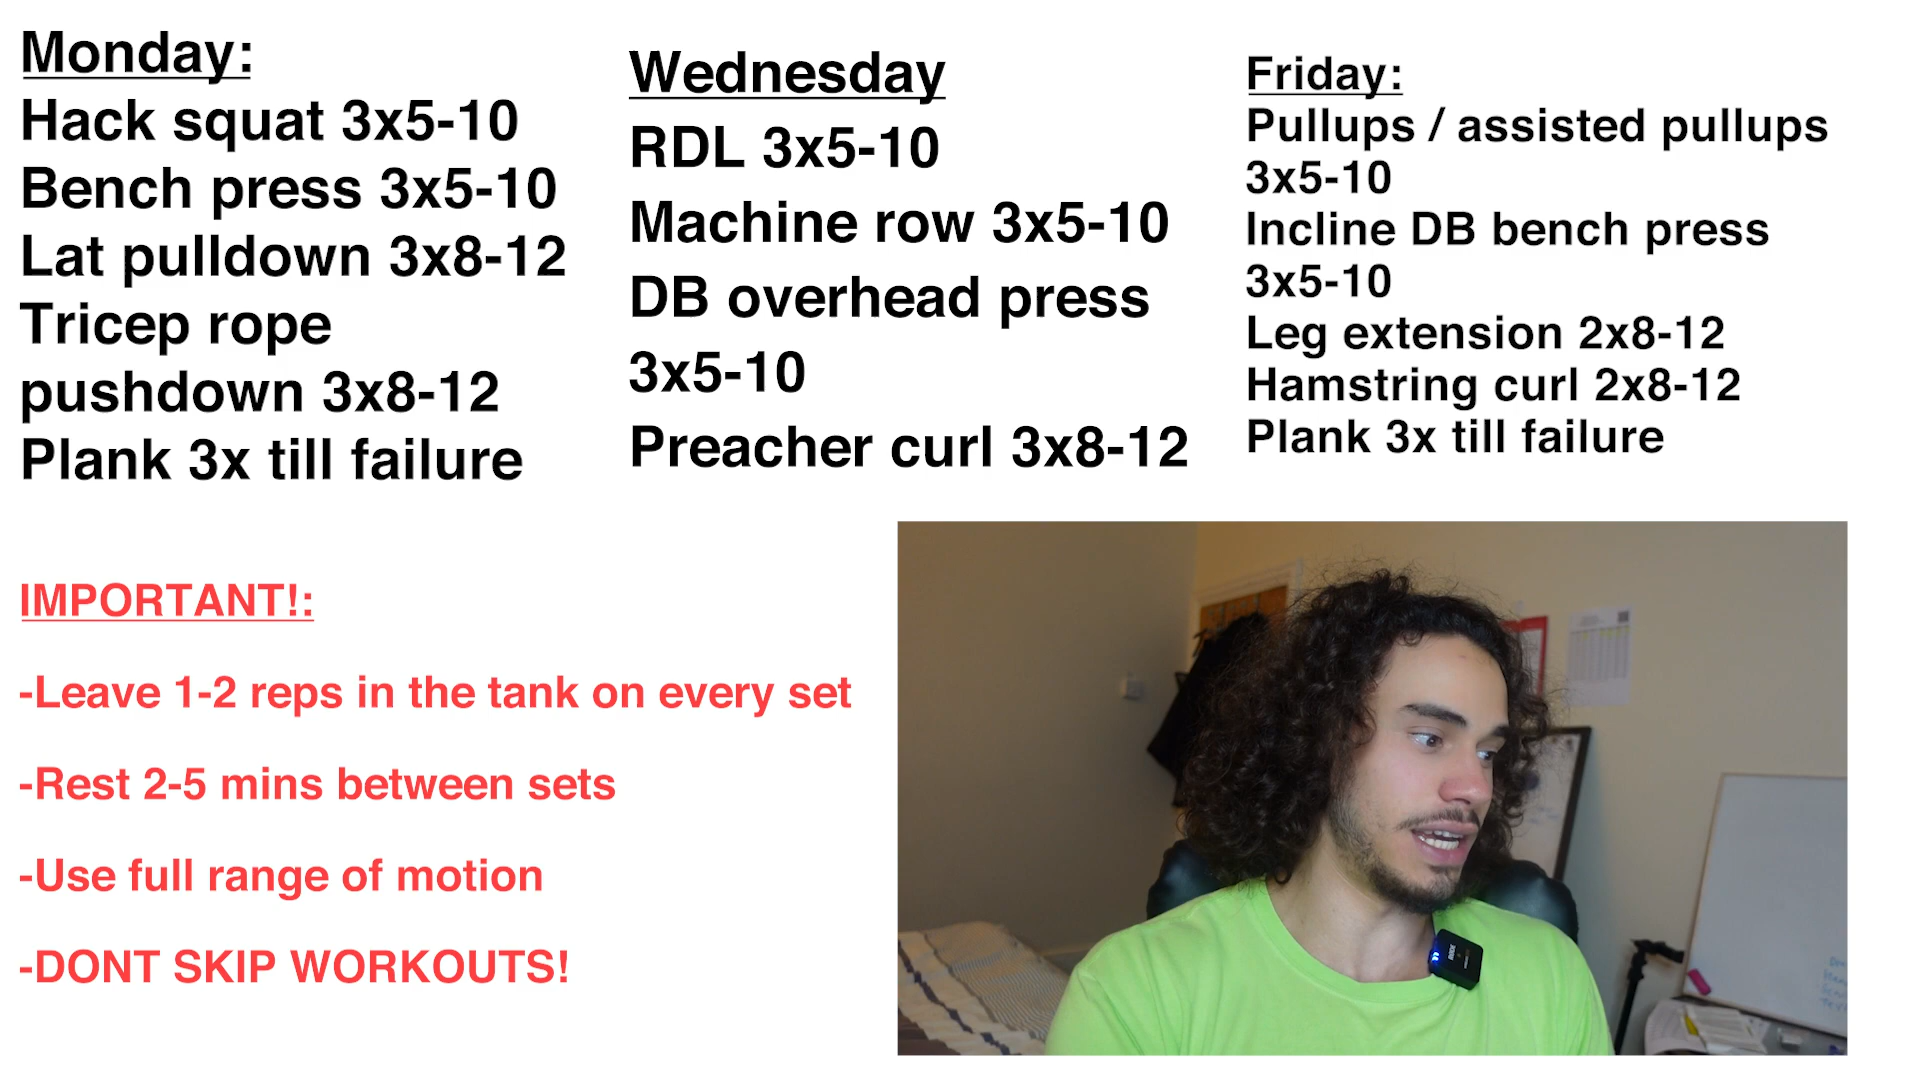 Monday:
Hack squat 3x5-10
Bench press 3x5-10
Lat pulldown 3x8-12
Tricep rope
pushdown 3x8-12
Plank 3x till failure
Wednesday
RDL 3x5-10
Machine row 3x5-10
DB overhead press
3x5-10
Preacher curl 3x8-12
Friday:
Pullups / assisted pullups
3x5-10
Incline DB bench press
3x5-10
Leg extension 2x8-12
Hamstring curl 2x8-12
Plank 3x till failure
IMPORTANT!:
-Leave 1-2 reps in the tank on every set
-Rest 2-5 mins between sets
-Use full range of motion
-DONT SKIP WORKOUTS!